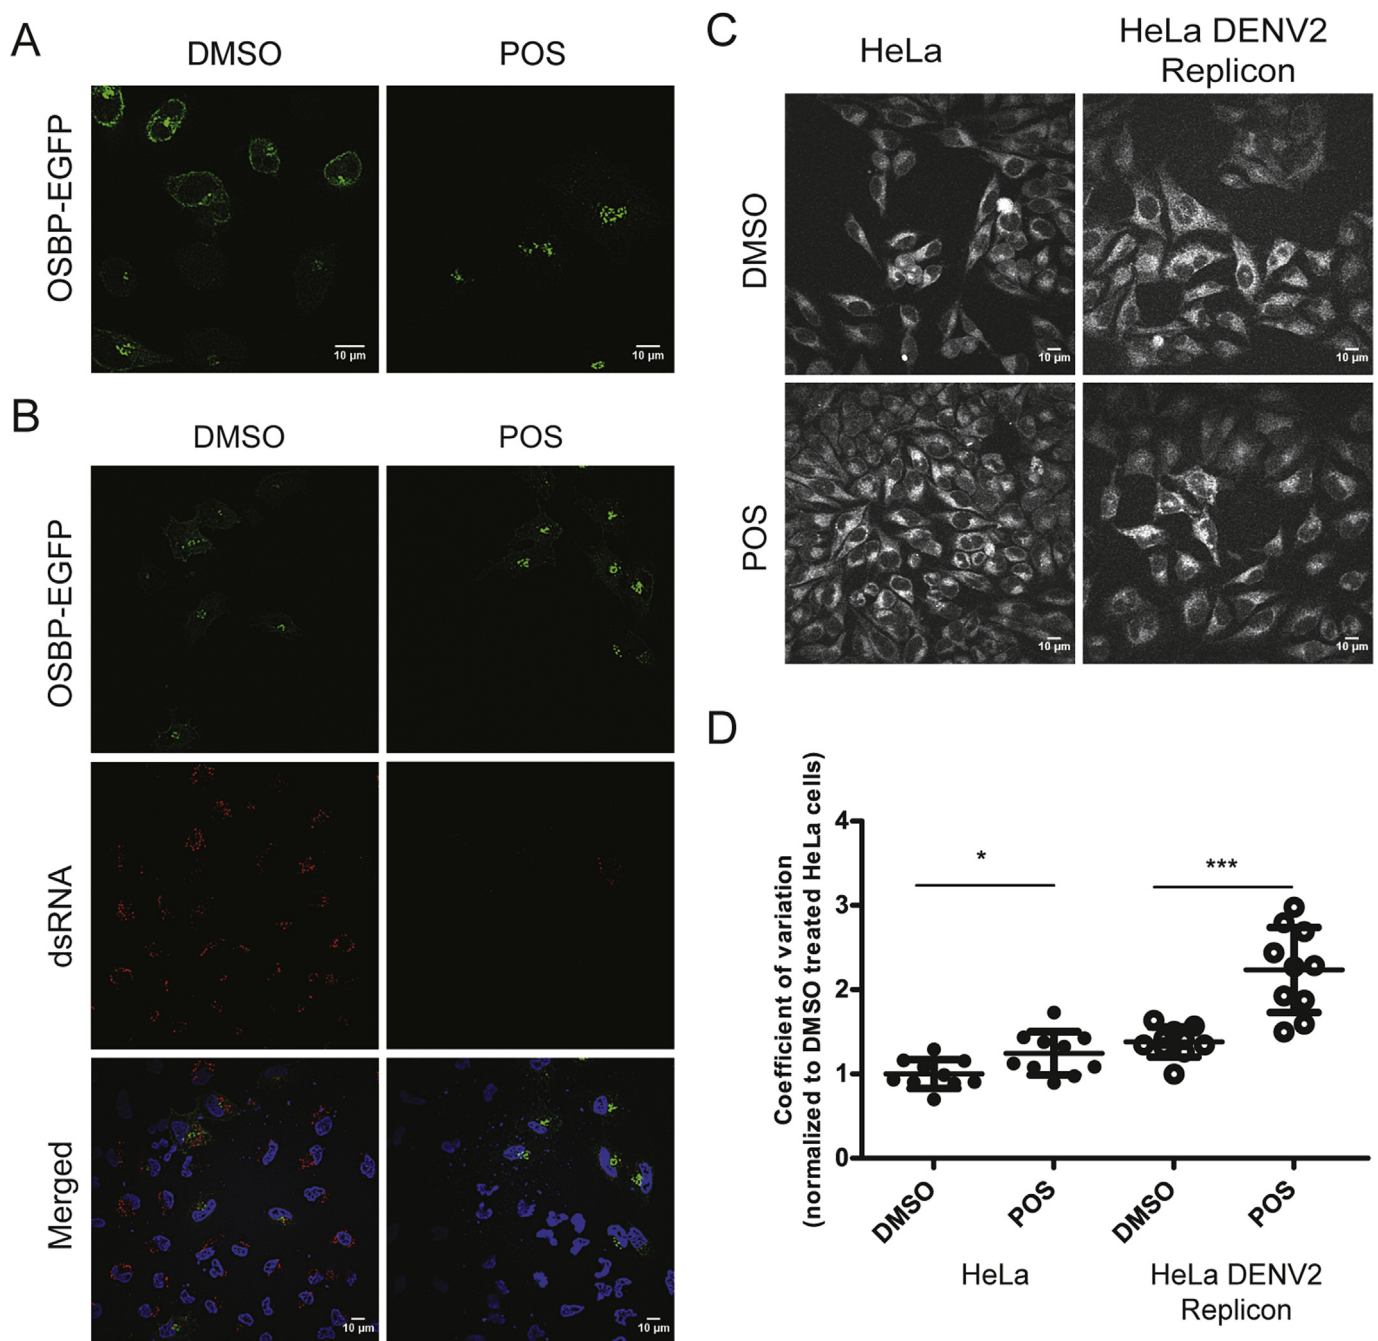 A
DMSO
POS
OSBP-EGFP
10 µm
10 µm
B
DMSO
POS
OSBP-EGFP
dsRNA
Merged
10 µm
10 µm
C
HeLa
HeLa DENV2
Replicon
DMSO
10 µm
10 µm
POS
10 µm
10 µm
D
Coefficient of variation
(normalized to DMSO treated HeLa cells)
4
3
2
1
0
*
***
DMSO
POS
DMSO
POS
HeLa
HeLa DENV2
Replicon